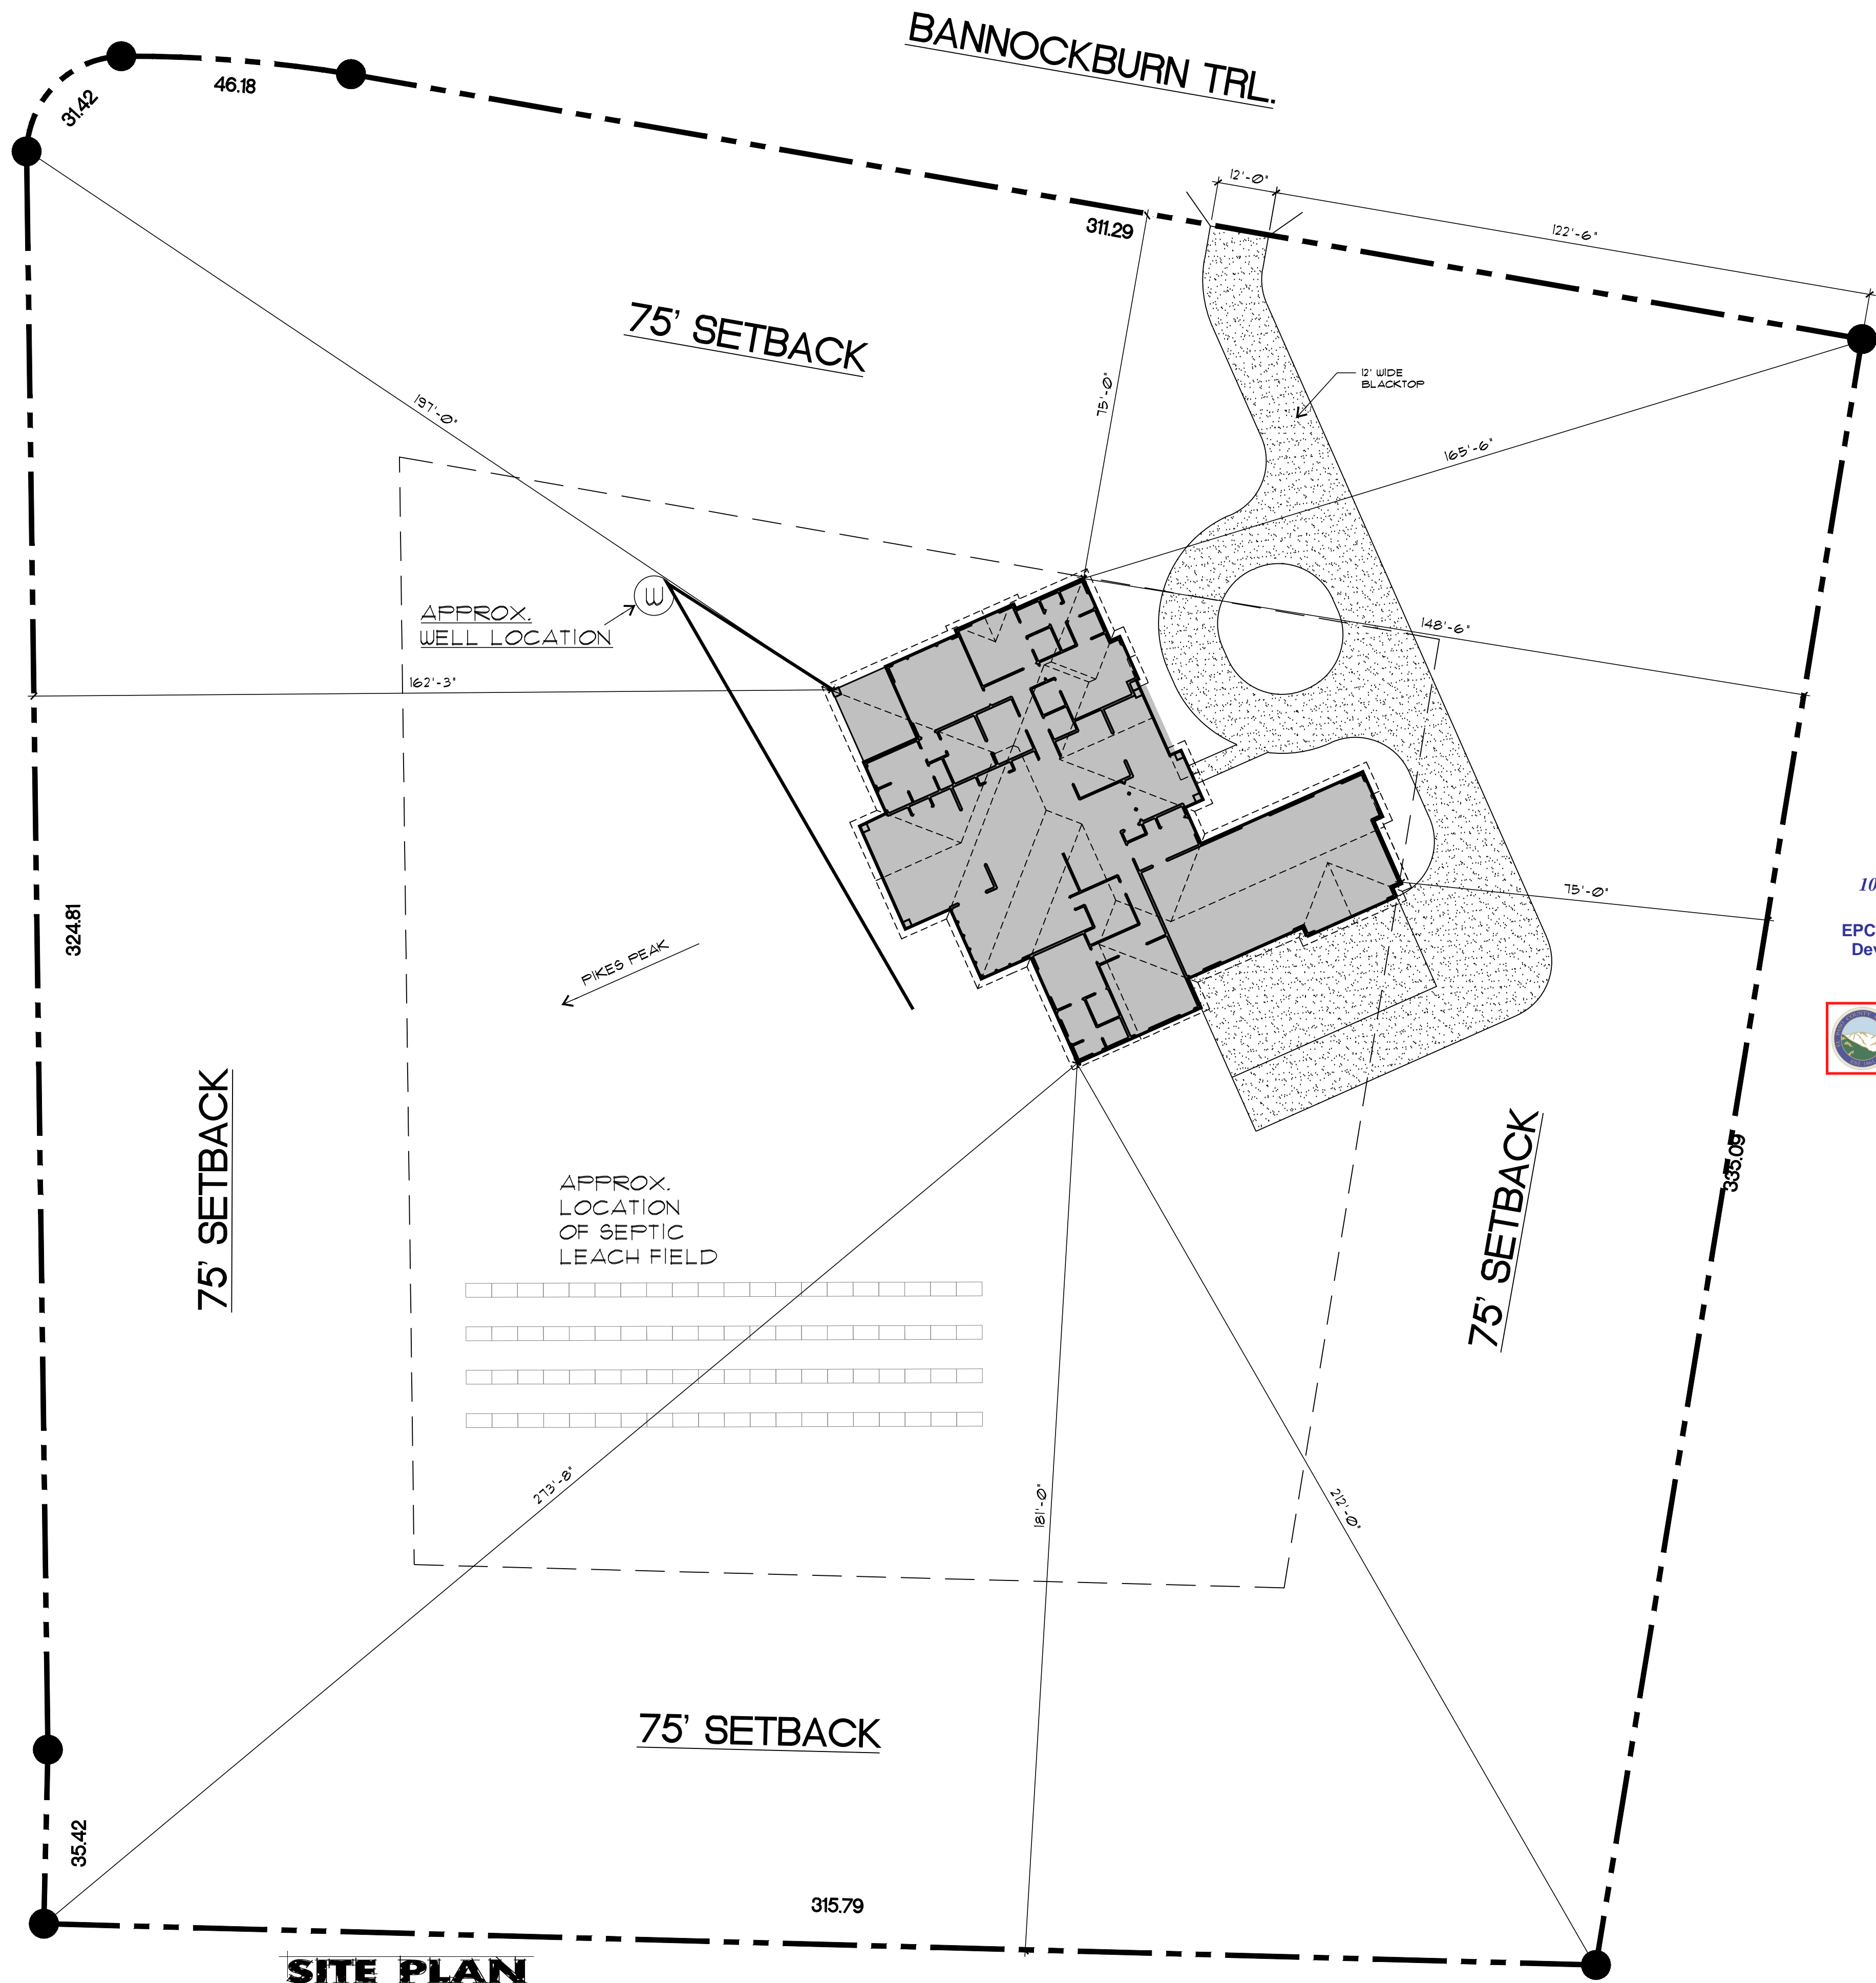 BANNOCKBURN TRL.
46.18
31.42
12'-0"
122'-6"
311.29
75' SETBACK
12' WIDE
BLACKTOP
75'-0"
197'-0"
165'-6"
W
APPROX.
WELL LOCATION
148'-6"
162'-3"
10
75'-0"
324.81
EPC
Dev
PIKES PEAK
75' SETBACK
75' SETBACK
335.09
APPROX.
LOCATION
OF SEPTIC
LEACH FIELD
273'-8"
181'-0"
212'-0"
75' SETBACK
35.42
315.79
SITE PLAN